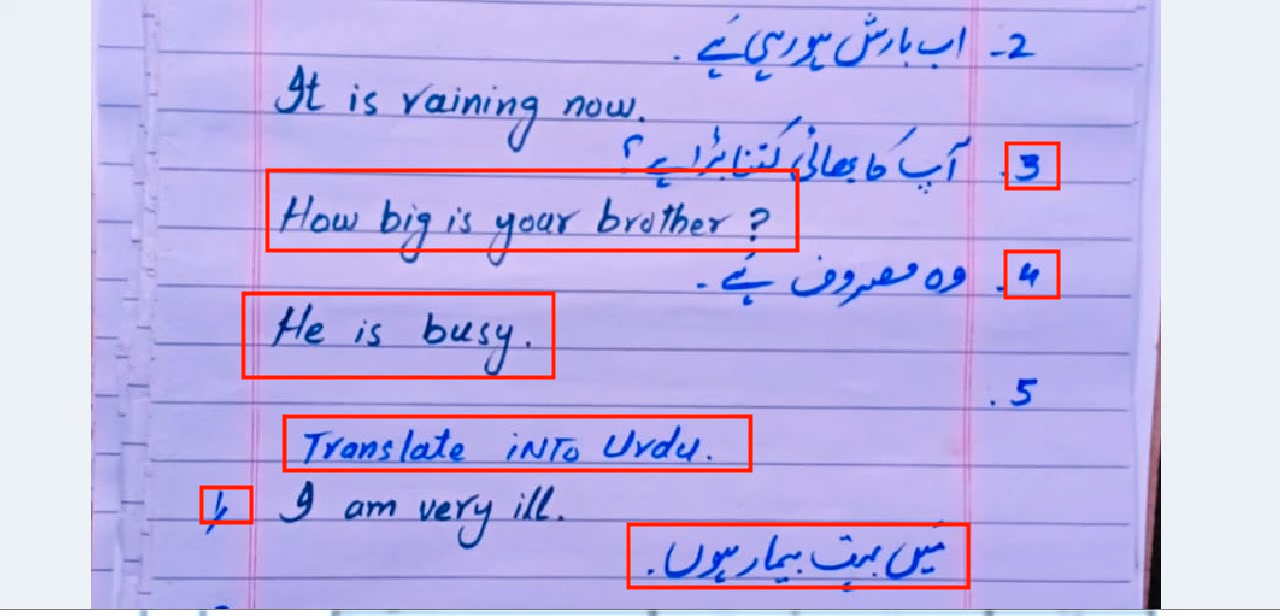 2- اب بارش ہو رہی ہے.
It is raining now.
3. آپ کا بھائی کتنا بڑا ہے؟
How big is your brother?
4. وہ مصروف ہے.
He is busy.
5.
Translate iNTo Urdu.
1, I am very ill.
میں بہت بیمار ہوں.